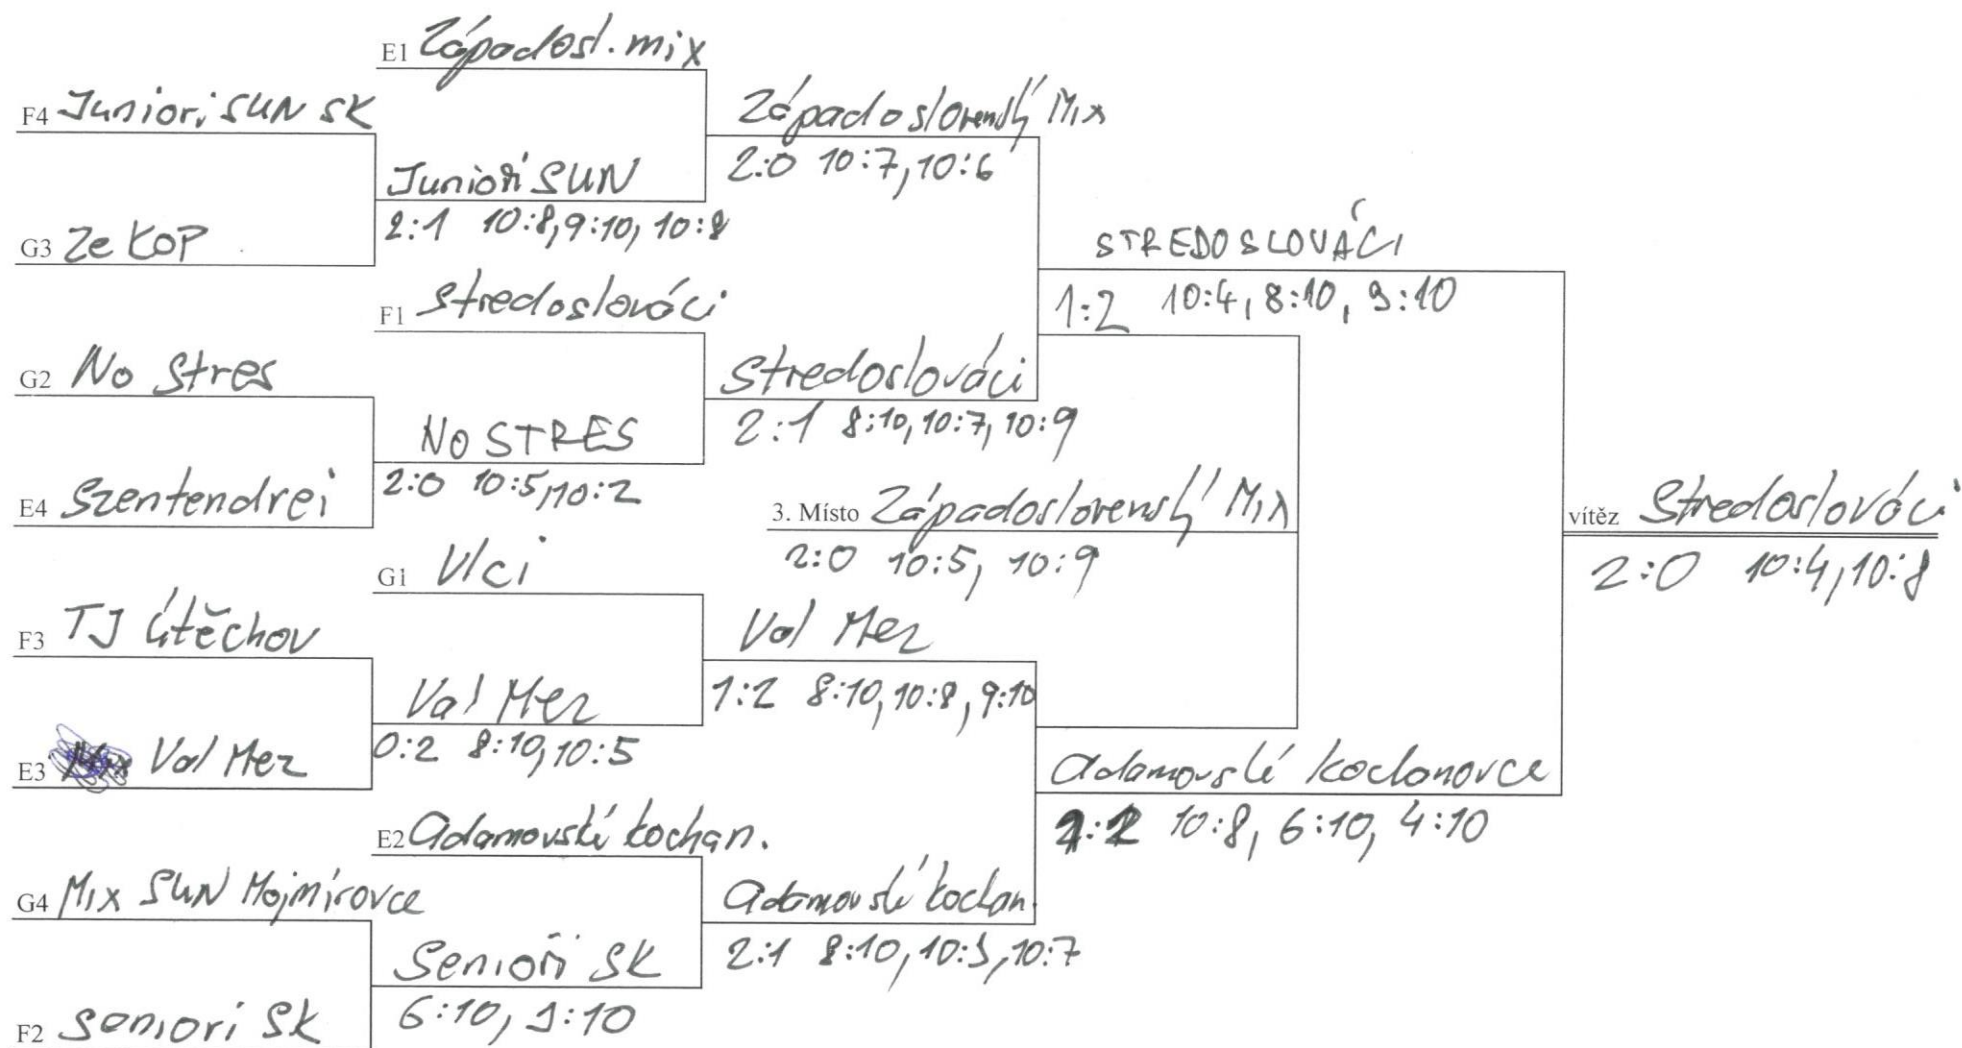 E1 Západosl. mix
F4 Juniori SUN SK
Západoslovenský Mix
2:0 10:7, 10:6
Junioři SUN
2:1 10:8, 9:10, 10:8
G3 Ze KOP
STREDOSLOVÁCI
1:2 10:4, 8:10, 9:10
F1 Stredoslováci
G2 No Stres
Stredoslováci
2:1 8:10, 10:7, 10:9
NO STRES
2:0 10:5, 10:2
E4 Szentendrei
3. Místo Západoslovenský Mix
2:0 10:5, 10:9
vítěz Stredoslováci
2:0 10:4, 10:8
G1 Vlci
F3 TJ Útěchov
Val Mez
1:2 8:10, 10:8, 9:10
Val Mez
0:2 8:10, 10:5
E3 Val Mez
Adamovské kochanovce
10:8, 6:10, 4:10
E2 Adamovské kochan.
G4 Mix SUN Mojmírovce
Adamovské kochan.
2:1 8:10, 10:9, 10:7
Senioři SK
6:10, 9:10
F2 Seniori SK